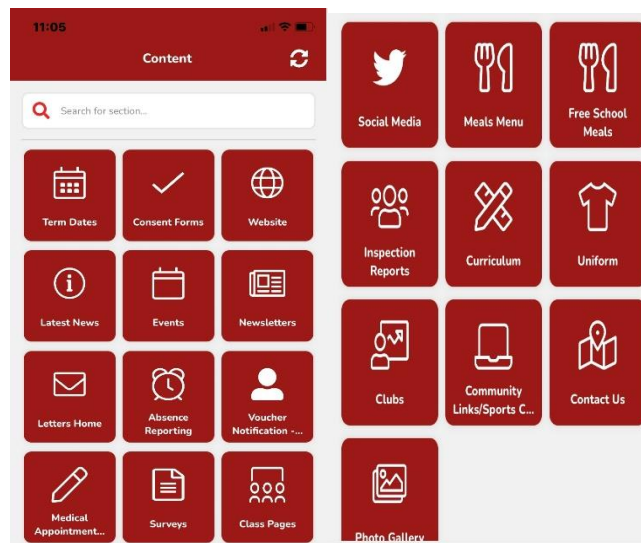 11:05
Content
Search for section...
Term Dates
Consent Forms
Website
Latest News
Events
Newsletters
Letters Home
Absence
Reporting
Voucher
Notification -...
Medical
Appointment...
Surveys
Class Pages
Social Media
Meals Menu
Free School
Meals
Inspection
Reports
Curriculum
Uniform
Clubs
Community
Links/Sports C...
Contact Us
Photo Gallery